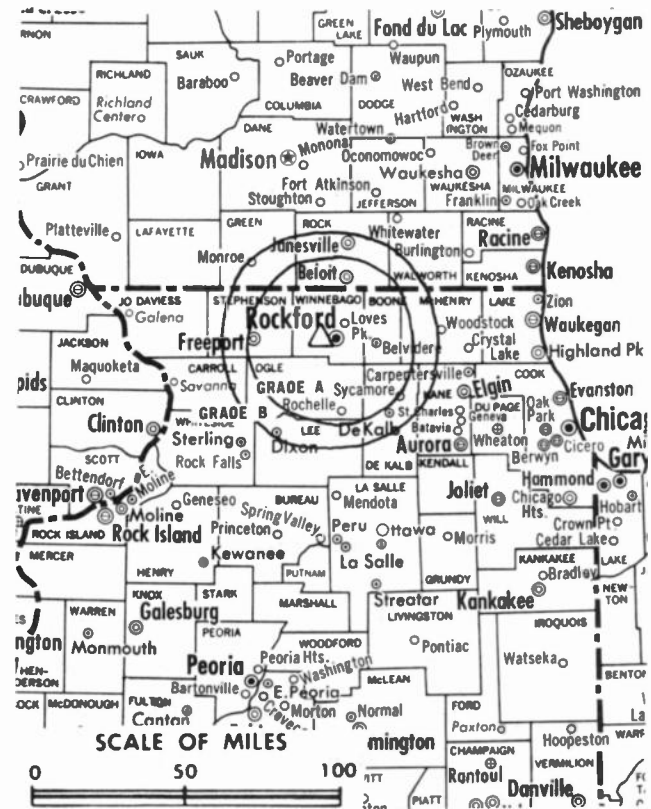 GREEN LAKE
Fond du Lac
Plymouth
Sheboygan
SAUK
Portage
Waupun
RICHLAND
Baraboo
Beaver Dam
West Bend
OZAUKEE
CRAWFORD
Richland Center
COLUMBIA
DODGE
Hartford
WASHINGTON
Port Washington
Cedarburg
Mequon
DANE
Watertown
Prairie du Chien
IOWA
Madison
Monona
Oconomowoc
Brown Deer
Fox Point
Milwaukee
GRANT
Fort Atkinson
Waukesha
WAUKESHA
MILWAUKEE
Stoughton
JEFFERSON
Franklin
Oak Creek
Platteville
LAFAYETTE
GREEN
ROCK
Whitewater
RACINE
Janesville
Burlington
Racine
Monroe
DUBUQUE
Beloit
WALWORTH
KENOSHA
Kenosha
buque
JO DAVIESS
STEPHENSON
WINNEBAGO
BOONE
McHENRY
LAKE
Zion
Galena
Rockford
Loves Pk.
Woodstock
Waukegan
JACKSON
Freeport
Belvidere
Crystal Lake
Highland Pk
Maquoketa
CARROLL
OGLE
Carpentersville
COOK
pids
Savanna
GRADE A
Sycamore
KANE
Elgin
Evanston
CLINTON
GRADE B
Rochelle
St. Charles
Geneva
DU PAGE
Oak Park
Clinton
WHITESIDE
LEE
DeKalb
Batavia
Wheaton
Chica
Sterling
Dixon
Aurora
Cicero
Berwyn
SCOTT
Rock Falls
DE KALB
KENDALL
Gary
Bettendorf
E. Moline
LA SALLE
Hammond
avenport
Geneseo
BUREAU
Mendota
Joliet
Chicago Hts.
Hobart
Moline
Spring Valley
Peru
Ottawa
WILL
Crown Pt
ROCK ISLAND
Rock Island
Princeton
Morris
Cedar Lake
MERCER
Kewanee
La Salle
KANKAKEE
LAKE
HENRY
PUTNAM
GRUNDY
Bradley
KNOX
STARK
Streator
Kankakee
NEWTON
WARREN
Galesburg
MARSHALL
LIVINGSTON
IROQUOIS
ngton
Monmouth
PEORIA
WOODFORD
Pontiac
HENDERSON
Peoria
Peoria Hts.
Washington
Watseka
McLEAN
BENTO
Bartonville
E. Peoria
McDONOUGH
FULTON
Morton
Normal
FORD
Canton
Paxton
Hoopeston
SCALE OF MILES
mington
CHAMPAIGN
VERMILION
0 50 100
Rantoul
PIATT
Danville